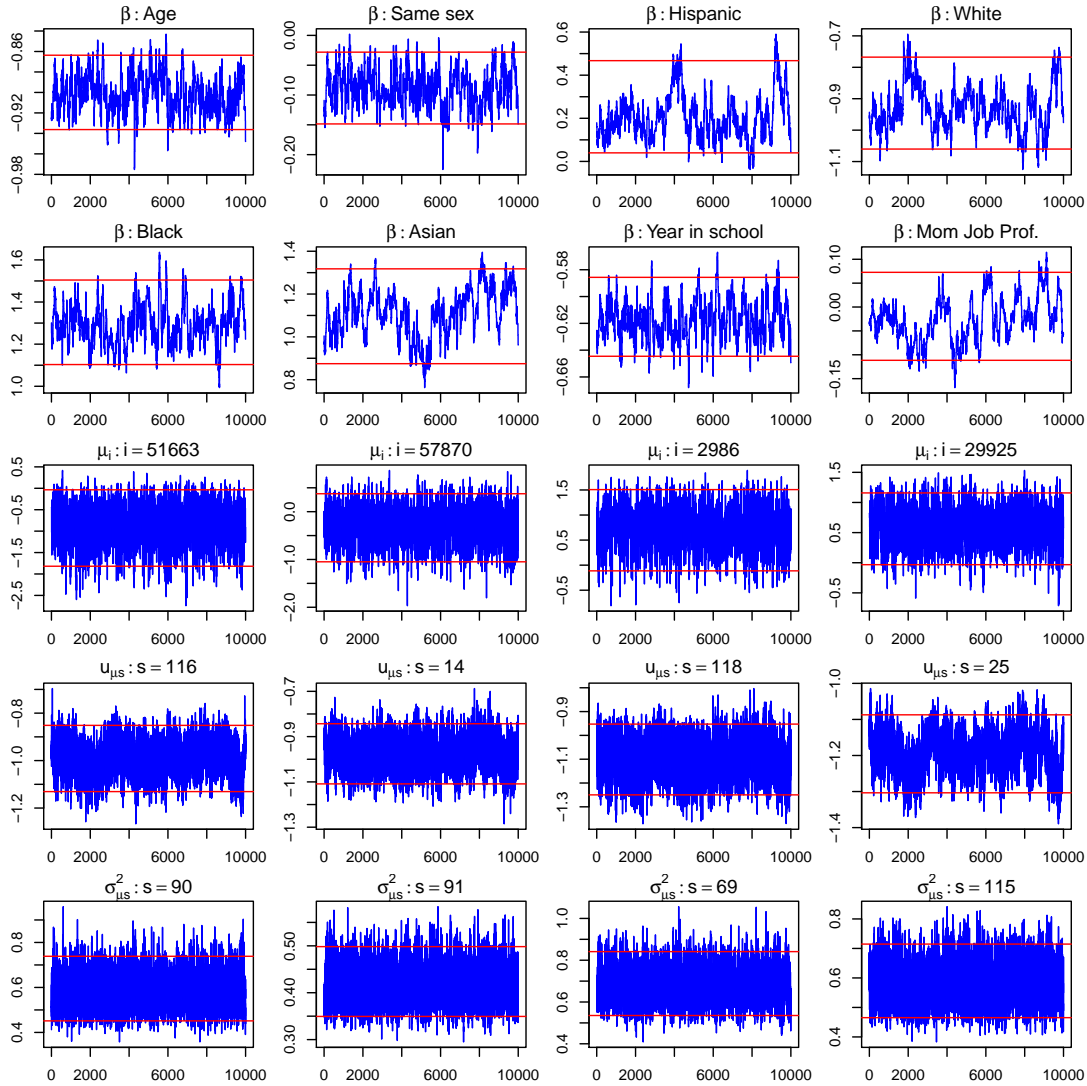 β : Age
β : Same sex
β : Hispanic
β : White
−0.98 −0.92 −0.86
0 2000 6000 10000
−0.20 −0.10 0.00
0 2000 6000 10000
0.0 0.2 0.4 0.6
0 2000 6000 10000
−1.1 −0.9 −0.7
0 2000 6000 10000
β : Black
β : Asian
β : Year in school
β : Mom Job Prof.
1.0 1.2 1.4 1.6
0 2000 6000 10000
0.8 1.0 1.2 1.4
0 2000 6000 10000
−0.66 −0.62 −0.58
0 2000 6000 10000
−0.15 0.00 0.10
0 2000 6000 10000
μi : i = 51663
μi : i = 57870
μi : i = 2986
μi : i = 29925
−2.5 −1.5 −0.5 0.5
0 2000 6000 10000
−2.0 −1.0 0.0
0 2000 6000 10000
−0.5 0.5 1.5
0 2000 6000 10000
−0.5 0.5 1.5
0 2000 6000 10000
uμs : s = 116
uμs : s = 14
uμs : s = 118
uμs : s = 25
−1.2 −1.0 −0.8
0 2000 6000 10000
−1.3 −1.1 −0.9 −0.7
0 2000 6000 10000
−1.3 −1.1 −0.9
0 2000 6000 10000
−1.4 −1.2 −1.0
0 2000 6000 10000
σ²μs : s = 90
σ²μs : s = 91
σ²μs : s = 69
σ²μs : s = 115
0.4 0.6 0.8
0 2000 6000 10000
0.30 0.40 0.50
0 2000 6000 10000
0.4 0.6 0.8 1.0
0 2000 6000 10000
0.4 0.6 0.8
0 2000 6000 10000